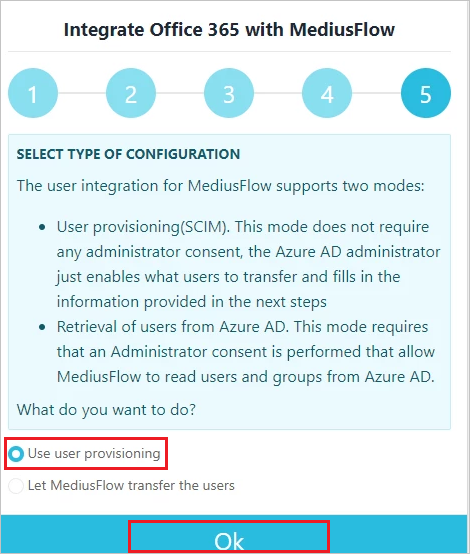 Integrate Office 365 with MediusFlow
1 2 3 4 5
SELECT TYPE OF CONFIGURATION
The user integration for MediusFlow supports two modes:
• User provisioning(SCIM). This mode does not require
any administrator consent, the Azure AD administrator
just enables what users to transfer and fills in the
information provided in the next steps
• Retrieval of users from Azure AD. This mode requires
that an Administrator consent is performed that allow
MediusFlow to read users and groups from Azure AD.
What do you want to do?
Use user provisioning
Let MediusFlow transfer the users
Ok